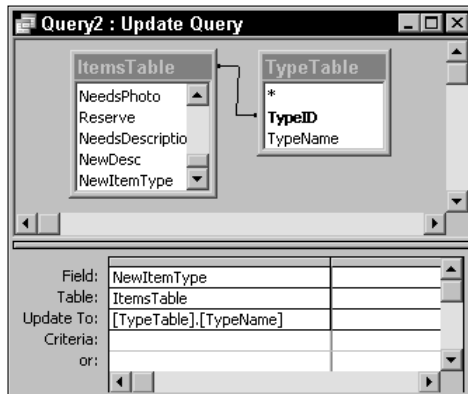 Query2 : Update Query
ItemsTable
NeedsPhoto
Reserve
NeedsDescriptio
NewDesc
NewItemType
TypeTable
*
TypeID
TypeName
Field: NewItemType
Table: ItemsTable
Update To: [TypeTable].[TypeName]
Criteria:
or: